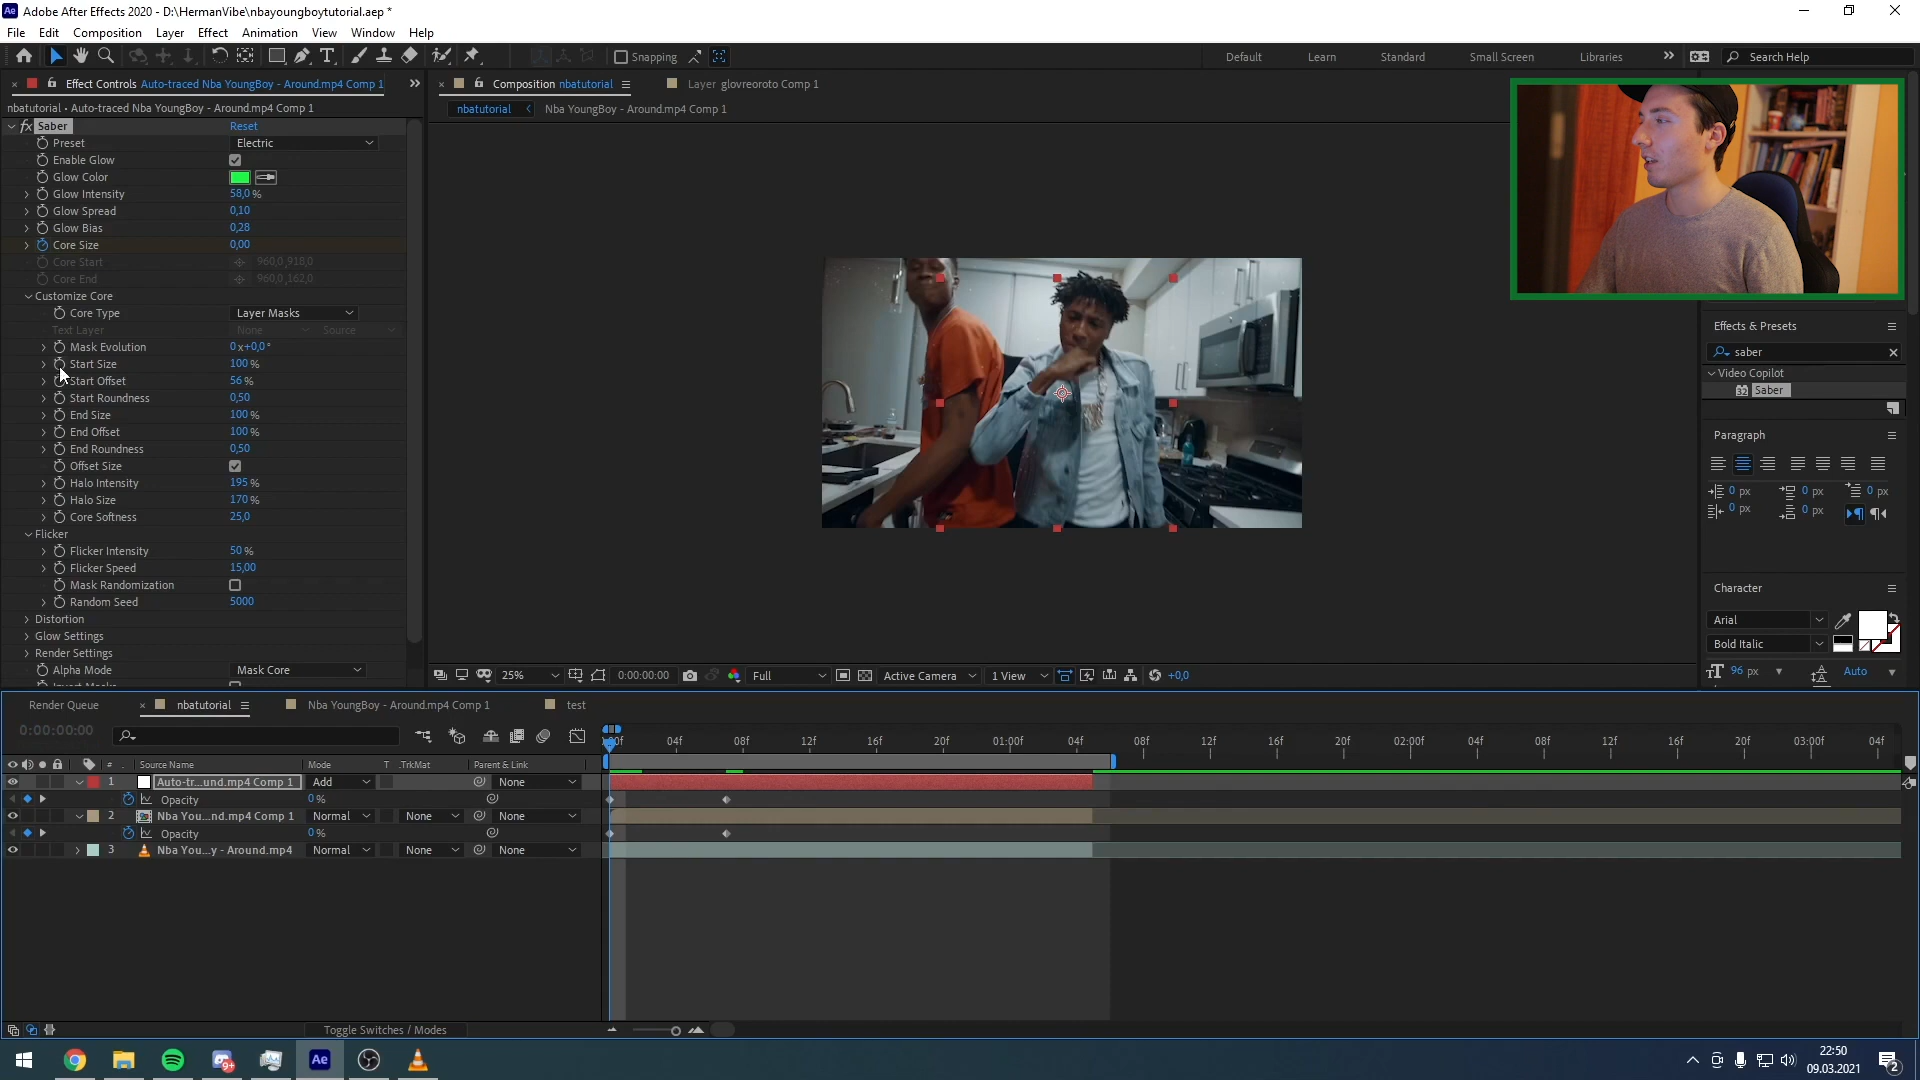 Adobe After Effects 2020 - D:\HermanVibe\nbayoungboytutorial.aep *
File Edit Composition Layer Effect Animation View Window Help
Snapping
Default Learn Standard Small Screen Libraries Search Help
Effect Controls Auto-traced Nba YoungBoy - Around.mp4 Comp 1
Composition nbatutorial
Layer glovreoroto Comp 1
nbatutorial • Auto-traced Nba YoungBoy - Around.mp4 Comp 1
nbatutorial Nba YoungBoy - Around.mp4 Comp 1
fx Saber Reset
Preset Electric
Enable Glow
Glow Color
Glow Intensity 58,0 %
Glow Spread 0,10
Glow Bias 0,28
Core Size 0,00
Core Start 960,0,918,0
Core End 960,0,162,0
Customize Core
Core Type Layer Masks
Text Layer None Source
Mask Evolution 0 x+0,0 °
Start Size 100 %
Start Offset 56 %
Start Roundness 0,50
End Size 100 %
End Offset 100 %
End Roundness 0,50
Offset Size
Halo Intensity 195 %
Halo Size 170 %
Core Softness 25,0
Flicker
Flicker Intensity 50 %
Flicker Speed 15,00
Mask Randomization
Random Seed 5000
Distortion
Glow Settings
Render Settings
Alpha Mode Mask Core
Effects & Presets
saber
Video Copilot
32 Saber
Paragraph
0 px 0 px 0 px
0 px 0 px
Character
Arial
Bold Italic
96 px Auto
25% 0:00:00:00 Full Active Camera 1 View +0,0
Render Queue nbatutorial Nba YoungBoy - Around.mp4 Comp 1 test
0:00:00:00
04f 08f 12f 16f 20f 01:00f 04f 08f 12f 16f 20f 02:00f 04f 08f 12f 16f 20f 03:00f 04f
# Source Name Mode T .TrkMat Parent & Link
1 Auto-tr...und.mp4 Comp 1 Add None
Opacity 0 %
2 Nba You...nd.mp4 Comp 1 Normal None None
Opacity 0 %
3 Nba You...y - Around.mp4 Normal None None
Toggle Switches / Modes
Ae
9+
22:50
09.03.2021
2